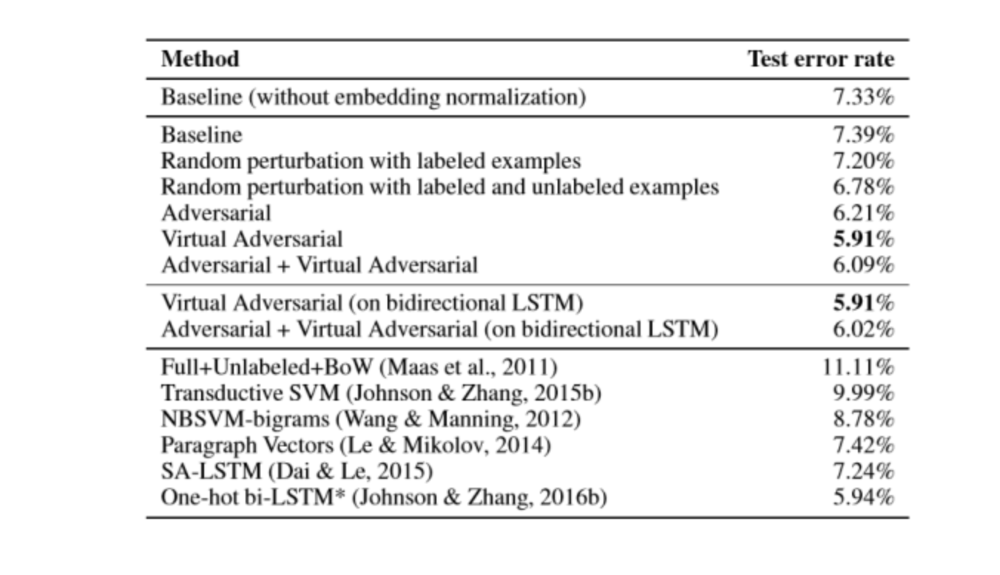 Method Test error rate
Baseline (without embedding normalization) 7.33%
Baseline 7.39%
Random perturbation with labeled examples 7.20%
Random perturbation with labeled and unlabeled examples 6.78%
Adversarial 6.21%
Virtual Adversarial 5.91%
Adversarial + Virtual Adversarial 6.09%
Virtual Adversarial (on bidirectional LSTM) 5.91%
Adversarial + Virtual Adversarial (on bidirectional LSTM) 6.02%
Full+Unlabeled+BoW (Maas et al., 2011) 11.11%
Transductive SVM (Johnson & Zhang, 2015b) 9.99%
NBSVM-bigrams (Wang & Manning, 2012) 8.78%
Paragraph Vectors (Le & Mikolov, 2014) 7.42%
SA-LSTM (Dai & Le, 2015) 7.24%
One-hot bi-LSTM* (Johnson & Zhang, 2016b) 5.94%